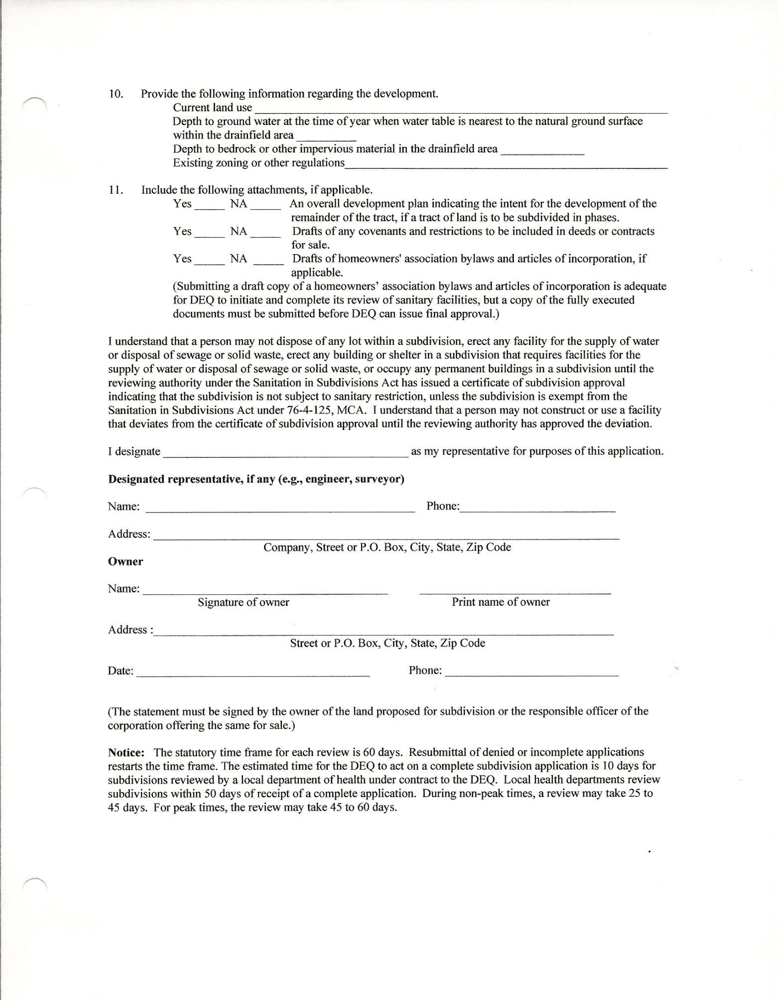 10. Provide the following information regarding the development.
Current land use
Depth to ground water at the time of year when water table is nearest to the natural ground surface
within the drainfield area
Depth to bedrock or other impervious material in the drainfield area
Existing zoning or other regulations
11. Include the following attachments, if applicable.
Yes _____ NA _____ An overall development plan indicating the intent for the development of the
remainder of the tract, if a tract of land is to be subdivided in phases.
Yes _____ NA _____ Drafts of any covenants and restrictions to be included in deeds or contracts
for sale.
Yes _____ NA _____ Drafts of homeowners' association bylaws and articles of incorporation, if
applicable.
(Submitting a draft copy of a homeowners’ association bylaws and articles of incorporation is adequate
for DEQ to initiate and complete its review of sanitary facilities, but a copy of the fully executed
documents must be submitted before DEQ can issue final approval.)
I understand that a person may not dispose of any lot within a subdivision, erect any facility for the supply of water
or disposal of sewage or solid waste, erect any building or shelter in a subdivision that requires facilities for the
supply of water or disposal of sewage or solid waste, or occupy any permanent buildings in a subdivision until the
reviewing authority under the Sanitation in Subdivisions Act has issued a certificate of subdivision approval
indicating that the subdivision is not subject to sanitary restriction, unless the subdivision is exempt from the
Sanitation in Subdivisions Act under 76-4-125, MCA. I understand that a person may not construct or use a facility
that deviates from the certificate of subdivision approval until the reviewing authority has approved the deviation.
I designate _____ as my representative for purposes of this application.
Designated representative, if any (e.g., engineer, surveyor)
Name: _____ Phone: _____
Address:
Company, Street or P.O. Box, City, State, Zip Code
Owner
Name:
Signature of owner Print name of owner
Address :
Street or P.O. Box, City, State, Zip Code
Date: _____ Phone: _____
(The statement must be signed by the owner of the land proposed for subdivision or the responsible officer of the
corporation offering the same for sale.)
Notice: The statutory time frame for each review is 60 days. Resubmittal of denied or incomplete applications
restarts the time frame. The estimated time for the DEQ to act on a complete subdivision application is 10 days for
subdivisions reviewed by a local department of health under contract to the DEQ. Local health departments review
subdivisions within 50 days of receipt of a complete application. During non-peak times, a review may take 25 to
45 days. For peak times, the review may take 45 to 60 days.